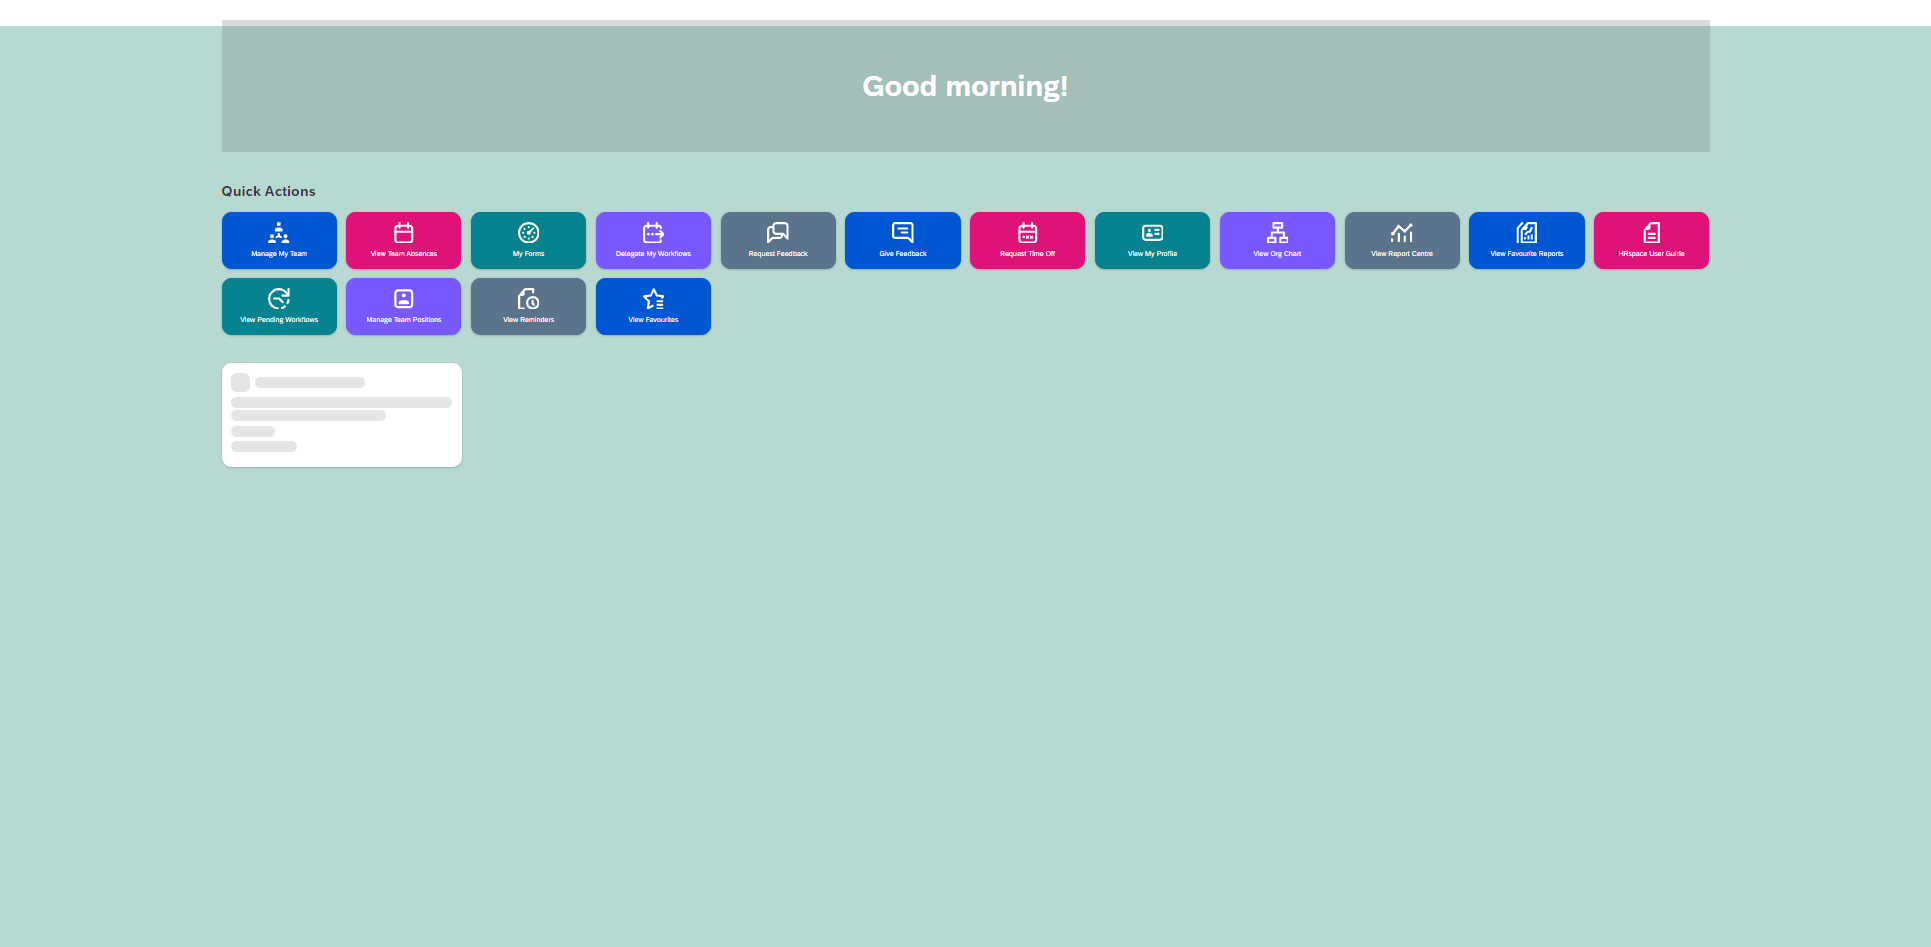 Good morning!
Quick Actions
Manage My Team
View Team Absences
My Forms
Delegate My Workflows
Request Feedback
Give Feedback
Request Time Off
View My Profile
View Org Chart
View Report Centre
View Favourite Reports
HRspace User Guide
View Pending Workflows
Manage Team Positions
View Reminders
View Favourites